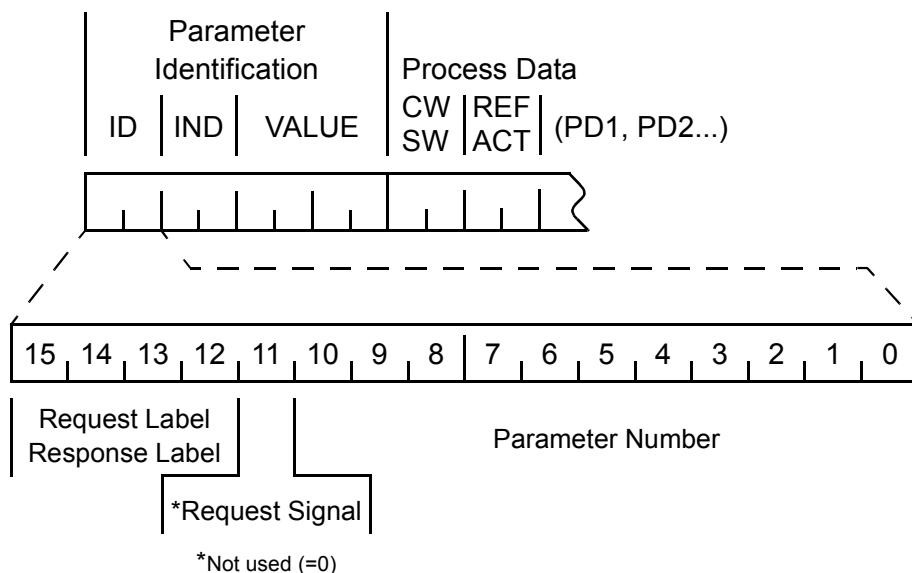 Parameter
Identification
Process Data
ID IND VALUE CW REF (PD1, PD2...)
SW ACT
15 14 13 12 11 10 9 8 7 6 5 4 3 2 1 0
Request Label
Response Label
Parameter Number
*Request Signal
*Not used (=0)